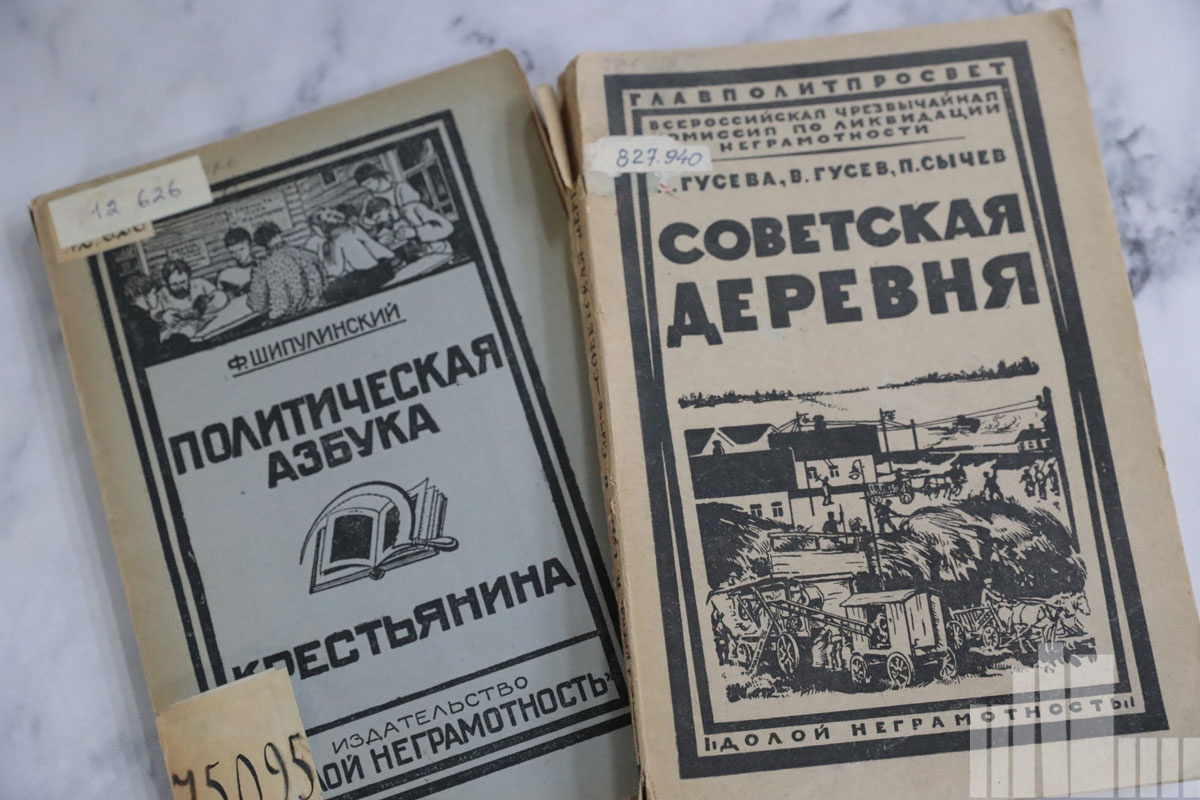 12 626
Ф. ШИПУЛИНСКИЙ
ПОЛИТИЧЕСКАЯ
АЗБУКА
КРЕСТЬЯНИНА
ИЗДАТЕЛЬСТВО
ЛОЙ НЕГРАМОТНОСТЬ"
75095
ГЛАВПОЛИТПРОСВЕТ
ВСЕРОССИЙСКАЯ ЧРЕЗВЫЧАЙНАЯ
КОМИССИЯ ПО ЛИКВИДАЦИИ
НЕГРАМОТНОСТИ
827.940
ГУСЕВА, В. ГУСЕВ, П. СЫЧЕВ
СОВЕТСКАЯ
ДЕРЕВНЯ
„ДОЛОЙ НЕГРАМОТНОСТЬ"